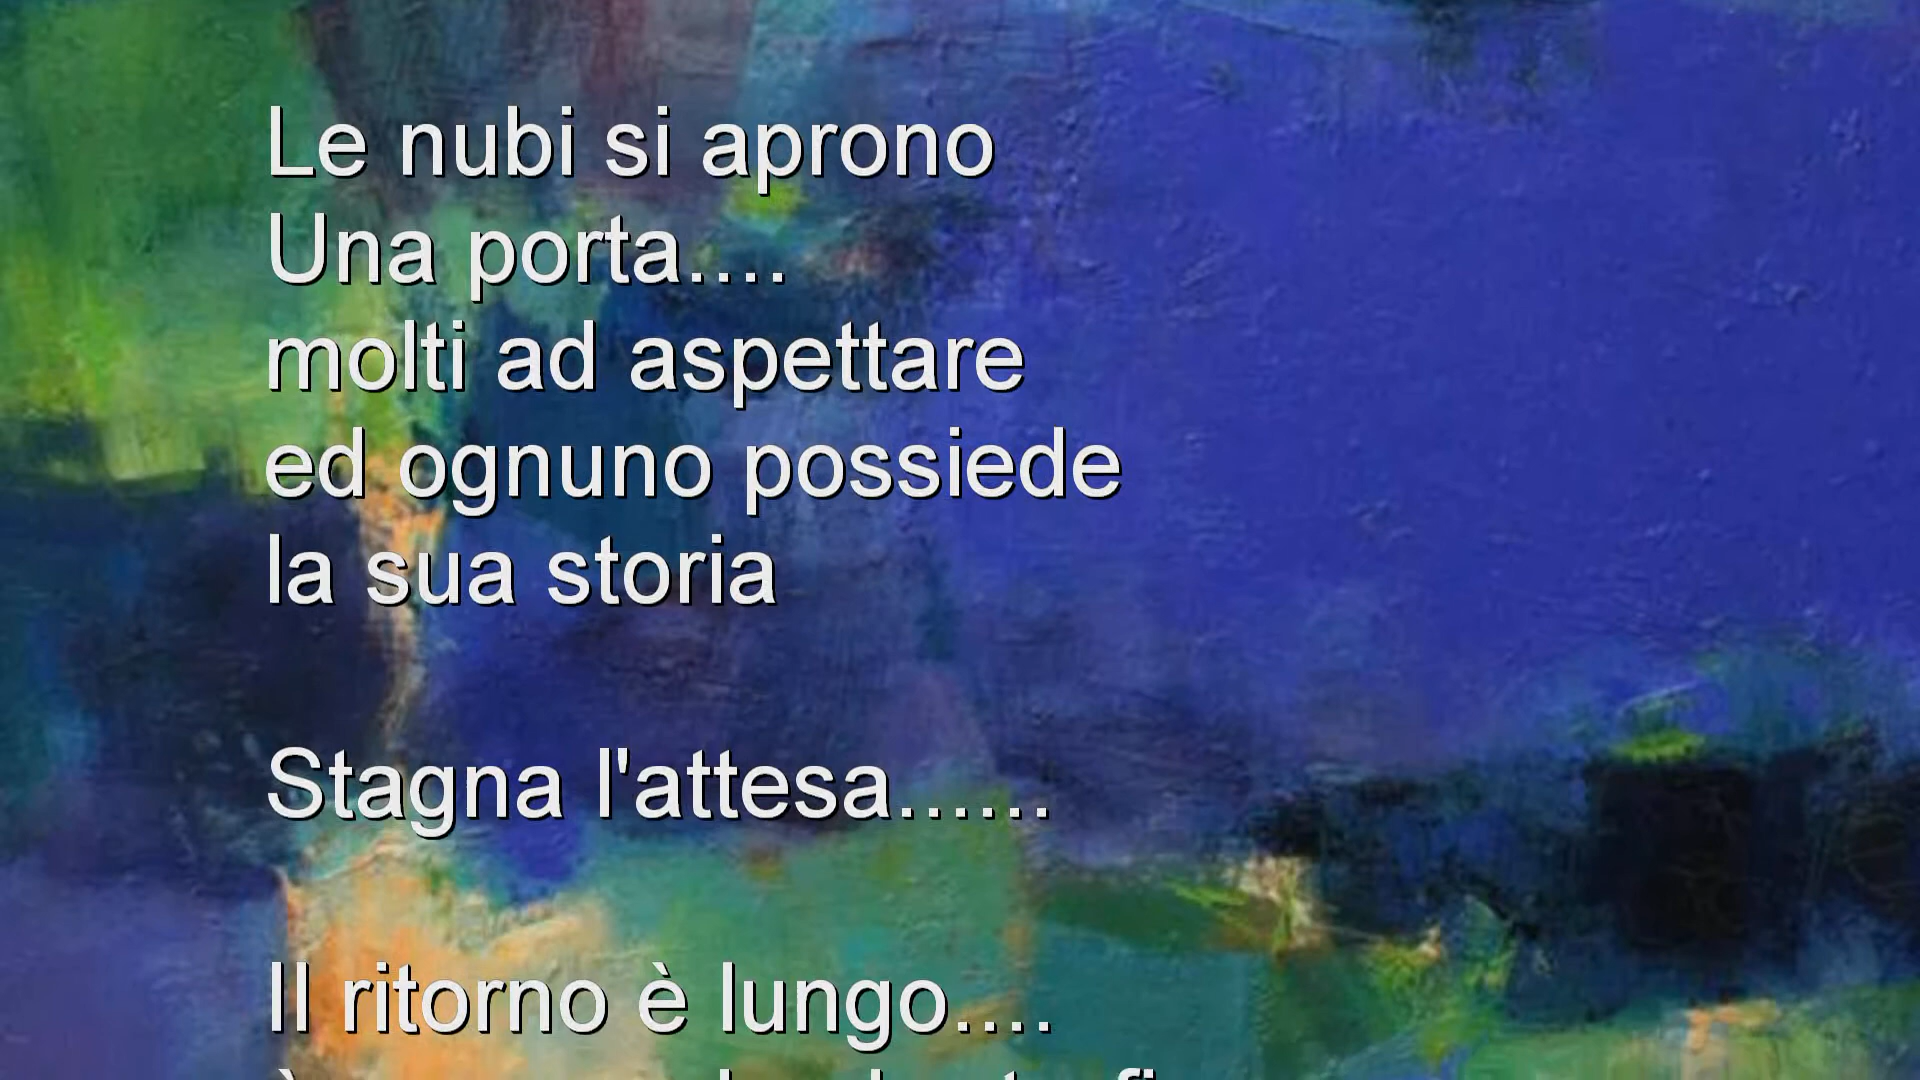 Le nubi si aprono
Una porta....
molti ad aspettare
ed ognuno possiede
la sua storia
Stagna l'attesa......
Il ritorno è lungo....